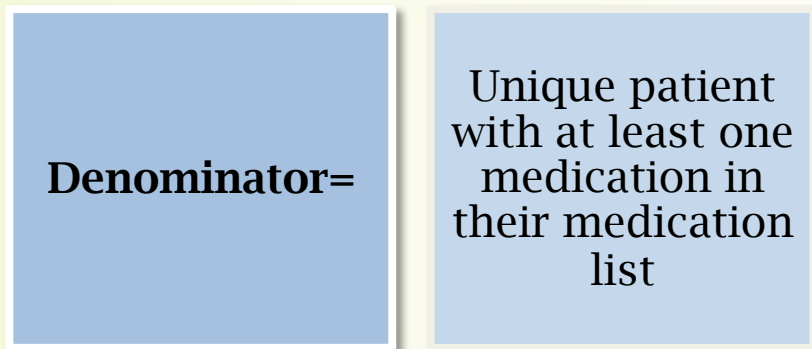 Denominator=
Unique patient
with at least one
medication in
their medication
list